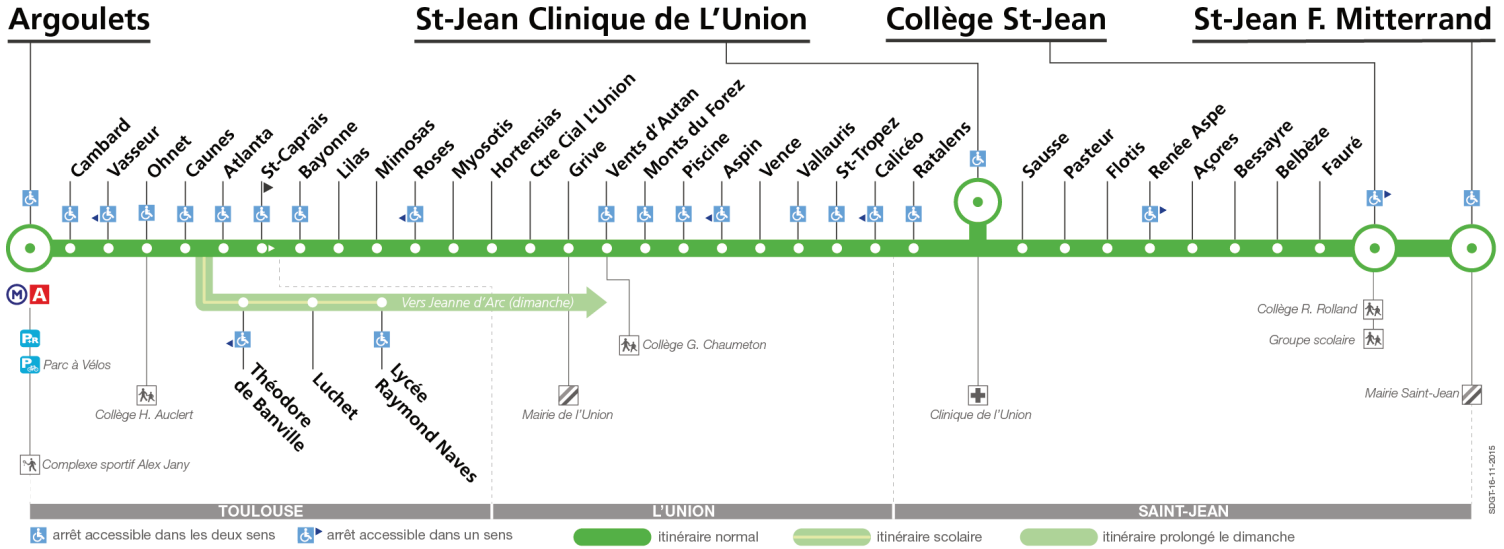 Argoulets
St-Jean Clinique de L’Union
Collège St-Jean
St-Jean F. Mitterrand
Cambard
Vasseur
Ohnet
Caunes
Atlanta
St-Caprais
Bayonne
Lilas
Mimosas
Roses
Myosotis
Hortensias
Ctre Cial L’Union
Grive
Vents d’Autan
Monts du Forez
Piscine
Aspin
Vence
Vallauris
St-Tropez
Calicéo
Ratalens
Sausse
Pasteur
Flotis
Renée Aspe
Açores
Bessayre
Belbèze
Fauré
M A
P+R
P
Parc à Vélos
Vers Jeanne d’Arc (dimanche)
Théodore
de Banville
Luchet
Lycée
Raymond Naves
Collège H. Auclert
Complexe sportif Alex Jany
Mairie de l’Union
Collège G. Chaumeton
Clinique de l’Union
Collège R. Rolland
Groupe scolaire
Mairie Saint-Jean
SDGT-16-11-2015
TOULOUSE
L’UNION
SAINT-JEAN
arrêt accessible dans les deux sens
arrêt accessible dans un sens
itinéraire normal
itinéraire scolaire
itinéraire prolongé le dimanche